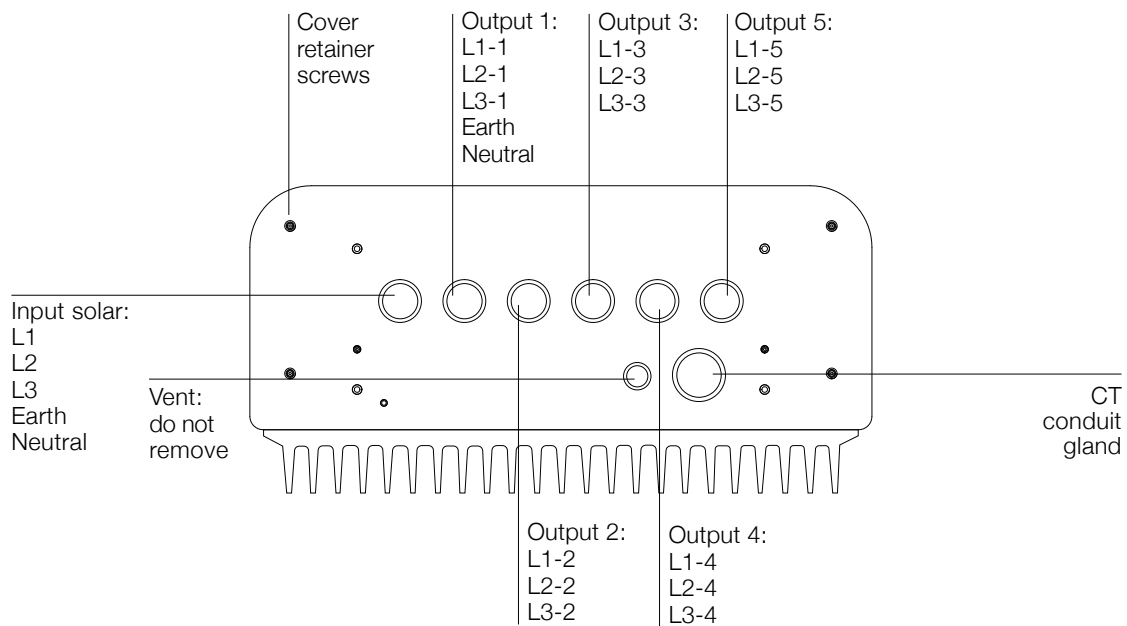 Cover
retainer
screws
Output 1:
L1-1
L2-1
L3-1
Earth
Neutral
Output 3:
L1-3
L2-3
L3-3
Output 5:
L1-5
L2-5
L3-5
Input solar:
L1
L2
L3
Earth
Neutral
Vent:
do not
remove
CT
conduit
gland
Output 2:
L1-2
L2-2
L3-2
Output 4:
L1-4
L2-4
L3-4